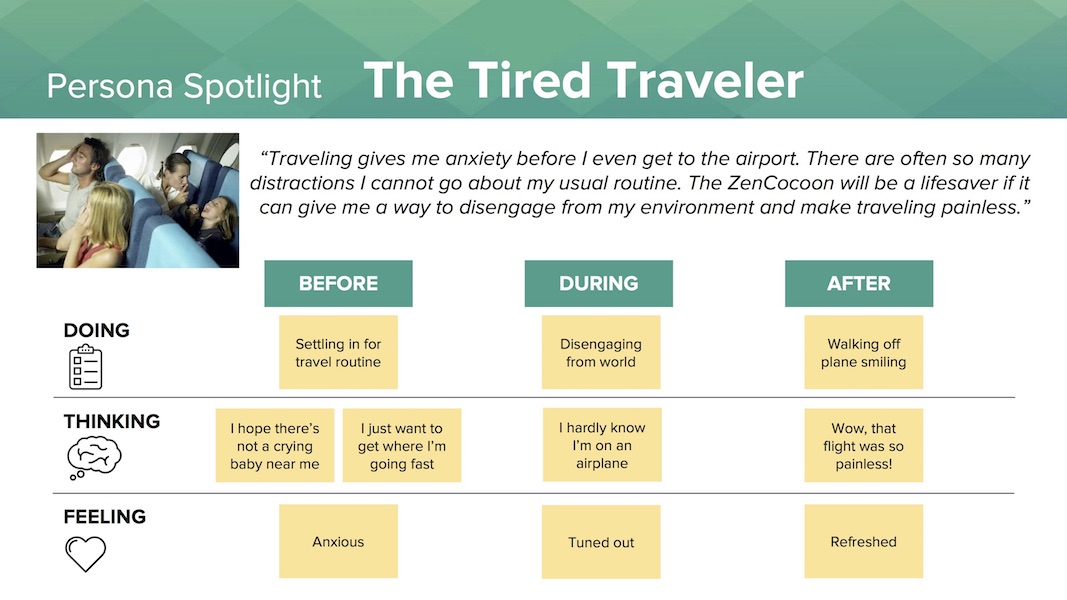 Persona Spotlight The Tired Traveler
“Traveling gives me anxiety before I even get to the airport. There are often so many
distractions I cannot go about my usual routine. The ZenCocoon will be a lifesaver if it
can give me a way to disengage from my environment and make traveling painless.”
BEFORE
DURING
AFTER
DOING
Settling in for
travel routine
Disengaging
from world
Walking off
plane smiling
THINKING
I hope there’s
not a crying
baby near me
I just want to
get where I’m
going fast
I hardly know
I’m on an
airplane
Wow, that
flight was so
painless!
FEELING
Anxious
Tuned out
Refreshed